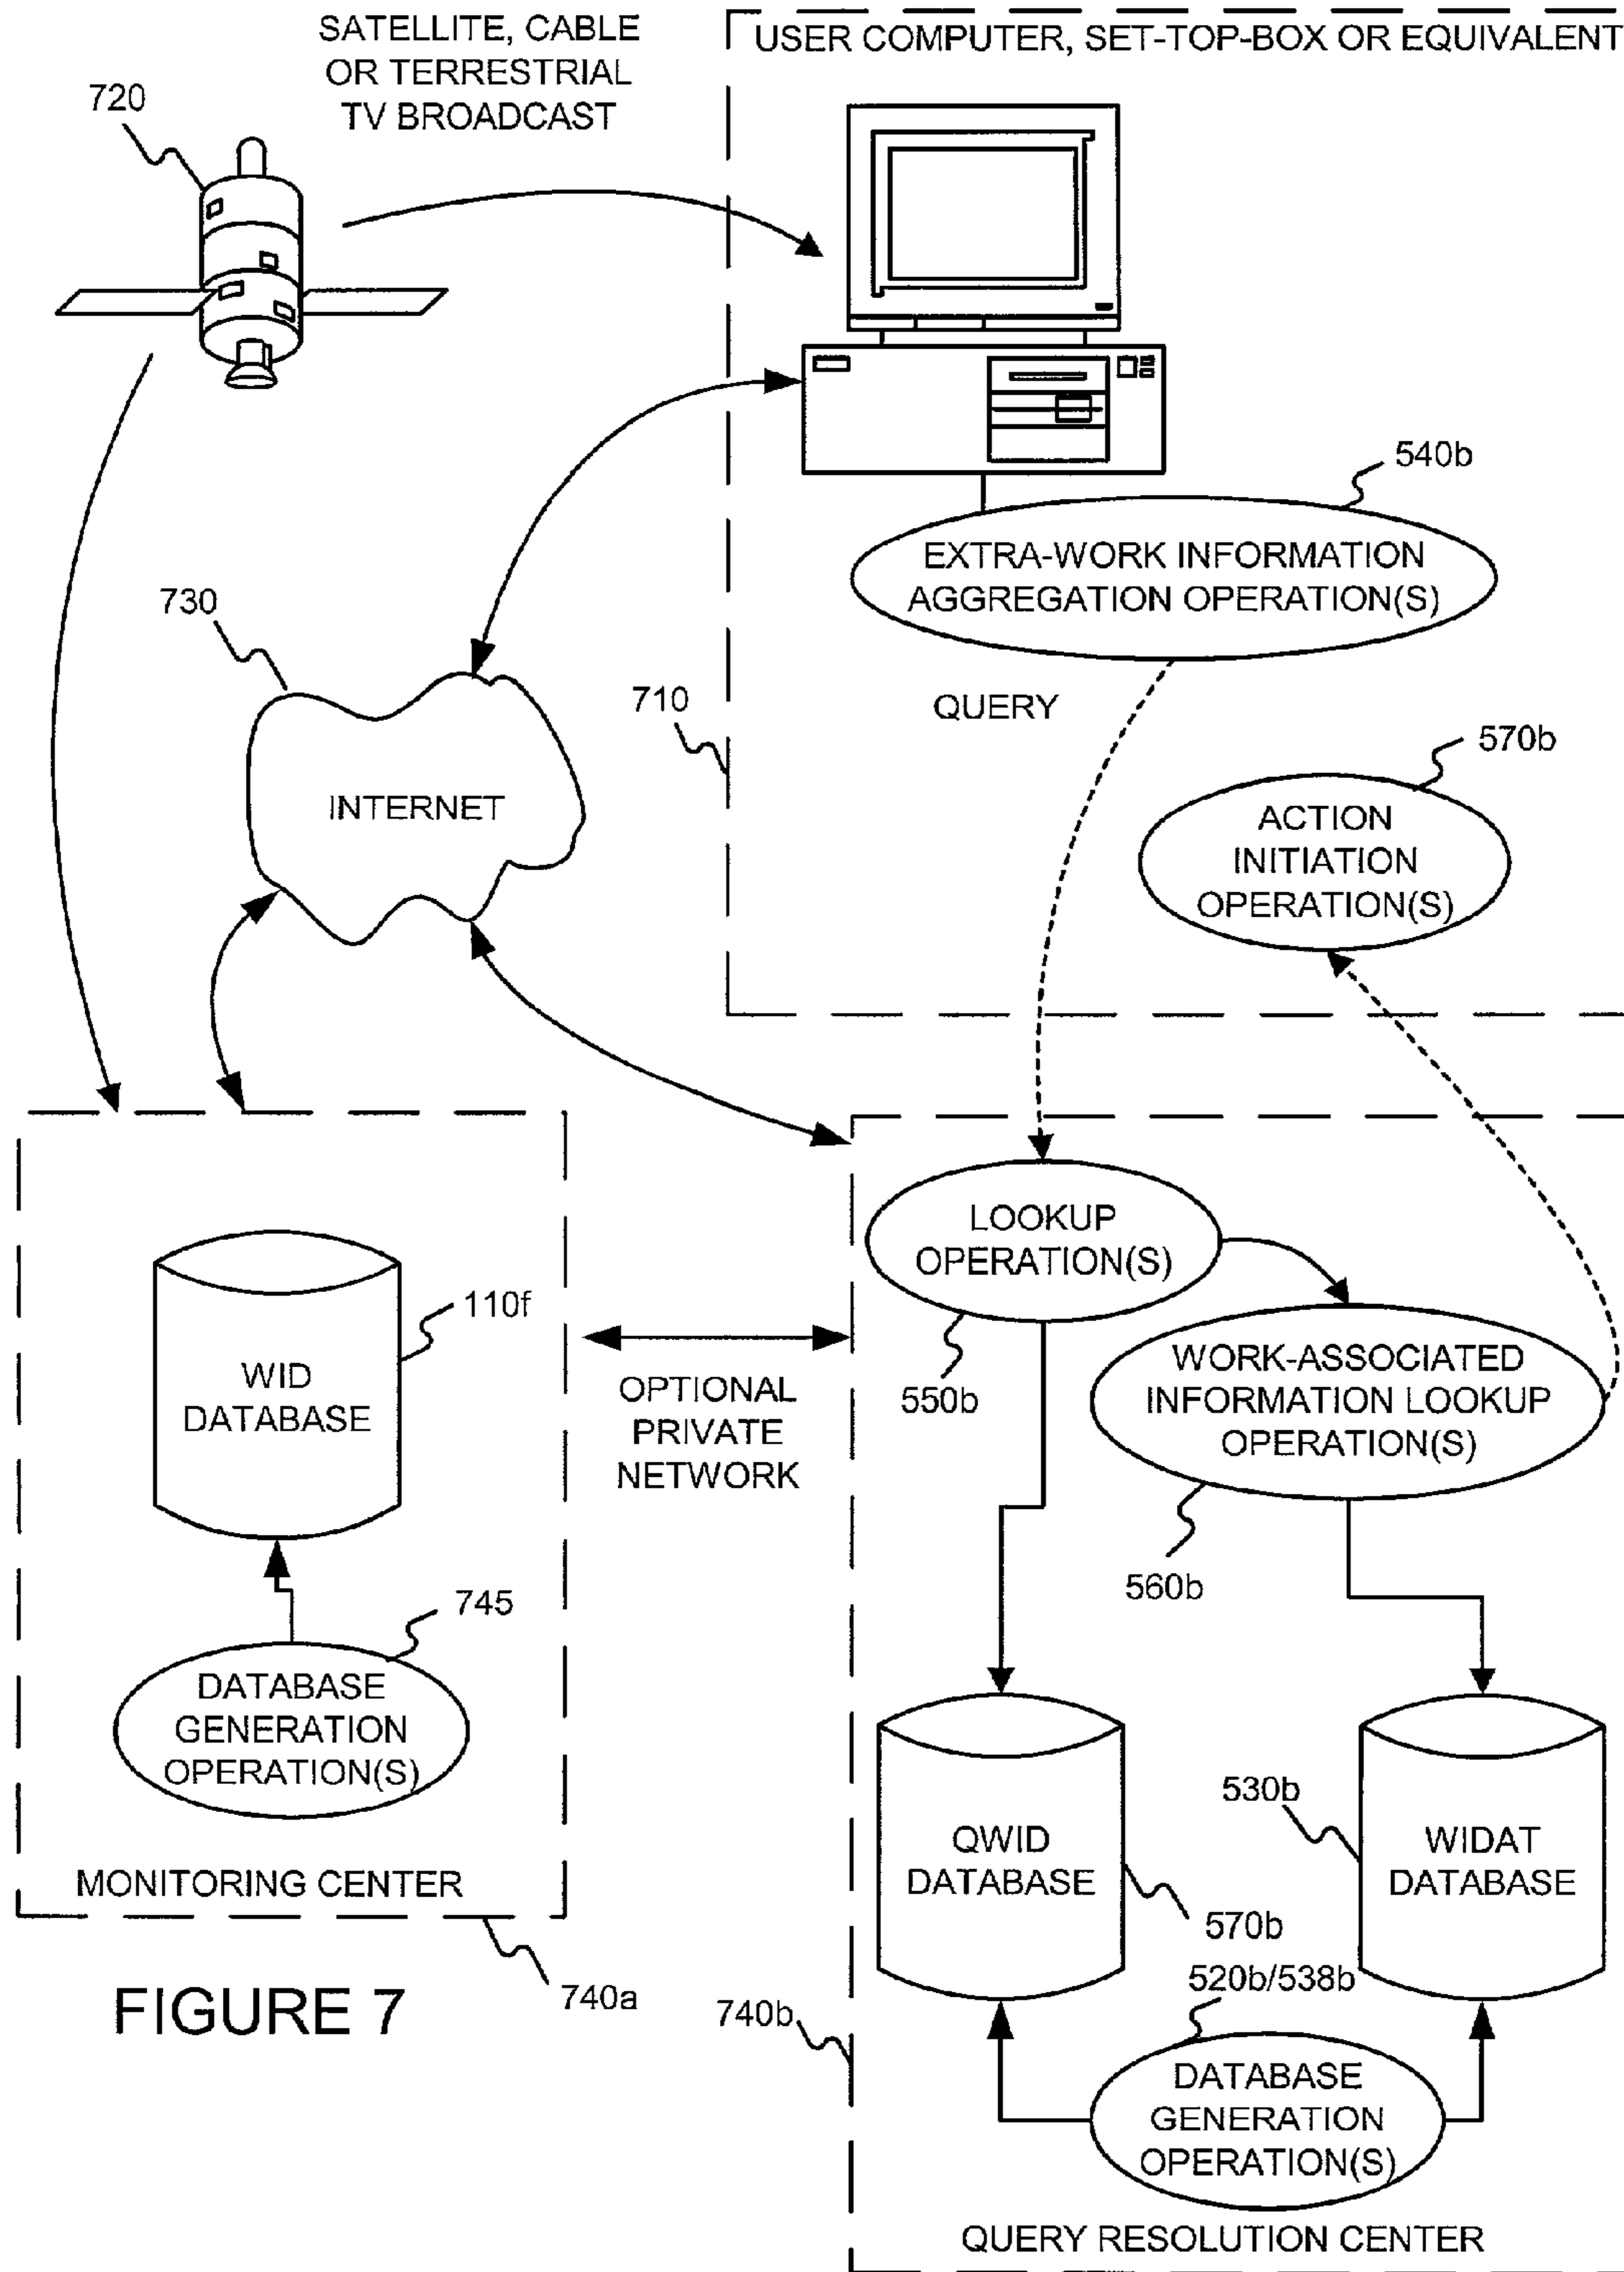 SATELLITE, CABLE
OR TERRESTRIAL
TV BROADCAST
USER COMPUTER, SET-TOP-BOX OR EQUIVALENT
720
540b
EXTRA-WORK INFORMATION
AGGREGATION OPERATION(S)
730
710
QUERY
570b
INTERNET
ACTION
INITIATION
OPERATION(S)
LOOKUP
OPERATION(S)
110f
WID
DATABASE
OPTIONAL
PRIVATE
NETWORK
550b
WORK-ASSOCIATED
INFORMATION LOOKUP
OPERATION(S)
560b
745
DATABASE
GENERATION
OPERATION(S)
MONITORING CENTER
740a
530b
QWID
DATABASE
WIDAT
DATABASE
570b
520b/538b
740b
DATABASE
GENERATION
OPERATION(S)
QUERY RESOLUTION CENTER
FIGURE 7